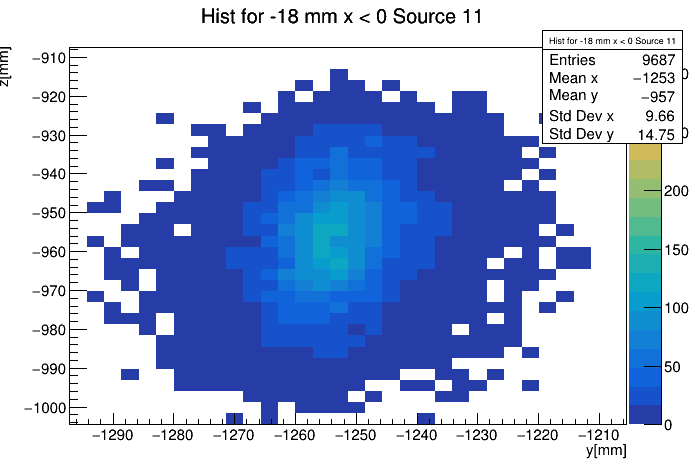 Hist for -18 mm x < 0 Source 11
Hist for -18 mm x < 0 Source 11
Entries 9687
Mean x −1253
Mean y −957
Std Dev x 9.66
Std Dev y 14.75
z[mm]
−910
−920
−930
−940
−950
−960
−970
−980
−990
−1000
−1290 −1280 −1270 −1260 −1250 −1240 −1230 −1220 −1210
y[mm]
200
150
100
50
0